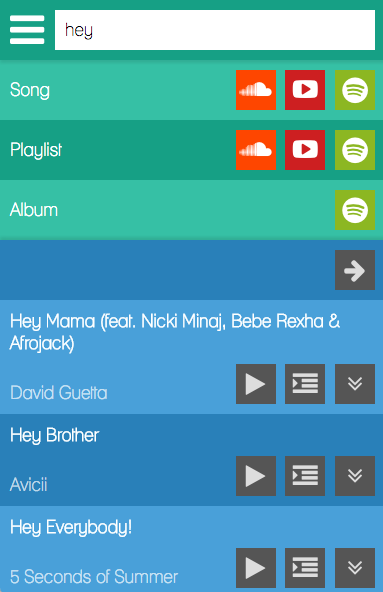 hey
Song
Playlist
Album
Hey Mama (feat. Nicki Minaj, Bebe Rexha &
Afrojack)
David Guetta
Hey Brother
Avicii
Hey Everybody!
5 Seconds of Summer